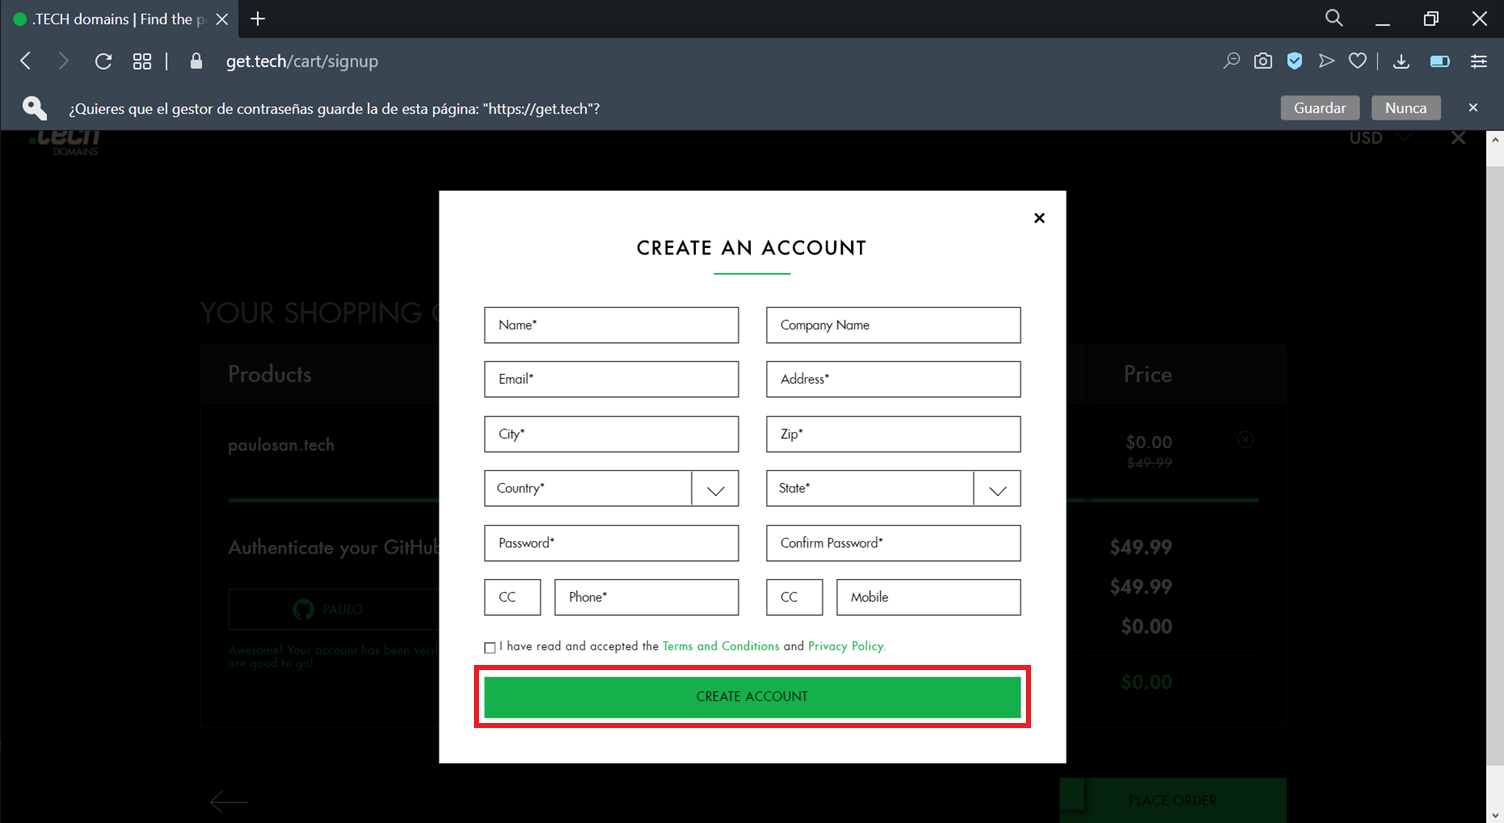 .TECH domains | Find the p
get.tech/cart/signup
¿Quieres que el gestor de contraseñas guarde la de esta página: "https://get.tech"?
Guardar
Nunca
.tech
DOMAINS
USD
CREATE AN ACCOUNT
Name*
Company Name
Email*
Address*
City*
Zip*
Country*
State*
Password*
Confirm Password*
CC
Phone*
CC
Mobile
I have read and accepted the Terms and Conditions and Privacy Policy.
CREATE ACCOUNT
YOUR SHOPPING
Products
Price
paulosan.tech
$0.00
$49.99
Authenticate your GitHub
$49.99
$49.99
PAULO
$0.00
Awesome! Your account has been verif
are good to go!
$0.00
PLACE ORDER